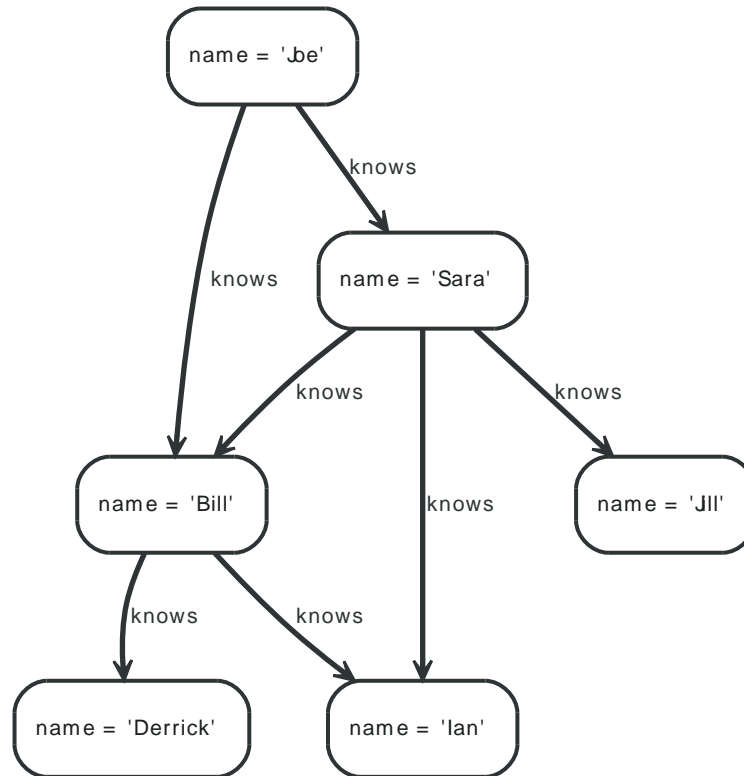 name = 'Joe'
knows
name = 'Sara'
knows
knows
knows
name = 'Bill'
knows
name = 'Jill'
knows
knows
name = 'Derrick'
name = 'Ian'